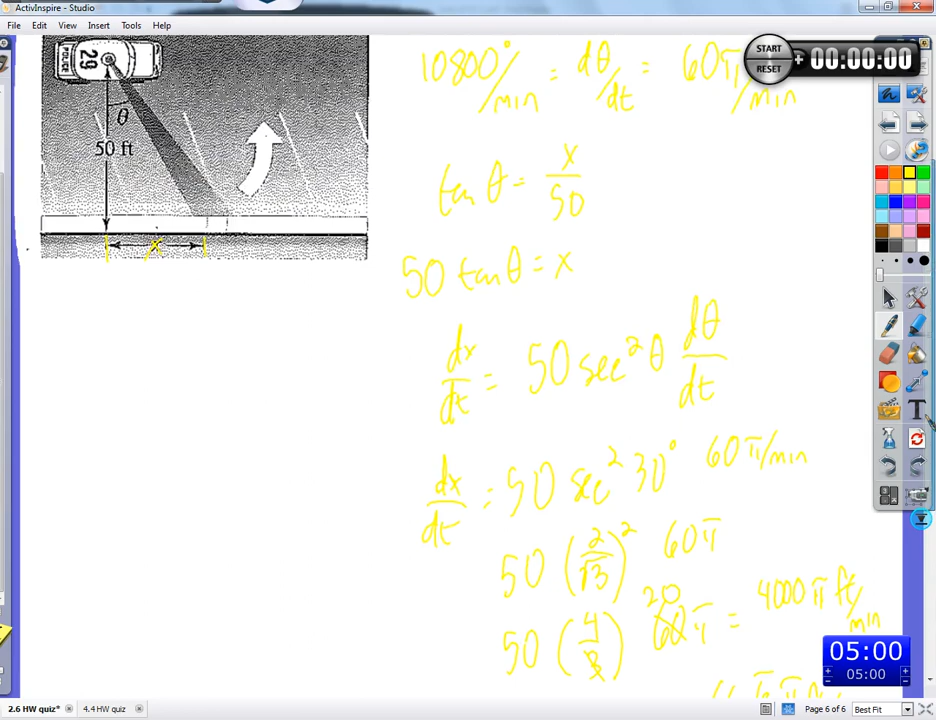 ActivInspire - Studio
File Edit View Insert Tools Help
START
RESET
+ 00:00:00
POLICE
29
θ
50 ft
x
10800°/min = dθ/dt = 60π/min
tan θ = x/50
50 tan θ = x
dx/dt = 50 sec² θ dθ/dt
dx/dt = 50 sec² 30° 60π/min
50 (2/√3)² 60π
20
50 (4/3) 60π = 4000π ft/min
T
05:00
05:00
2.6 HW quiz*
4.4 HW quiz
Page 6 of 6
Best Fit